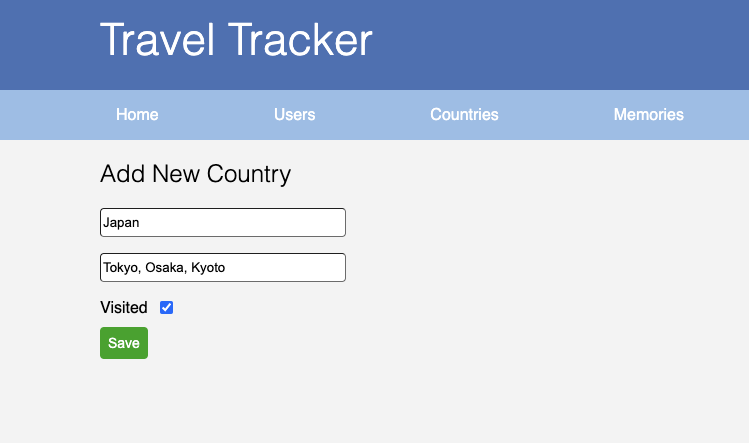 Travel Tracker
Home Users Countries Memories
Add New Country
Japan
Tokyo, Osaka, Kyoto
Visited
Save